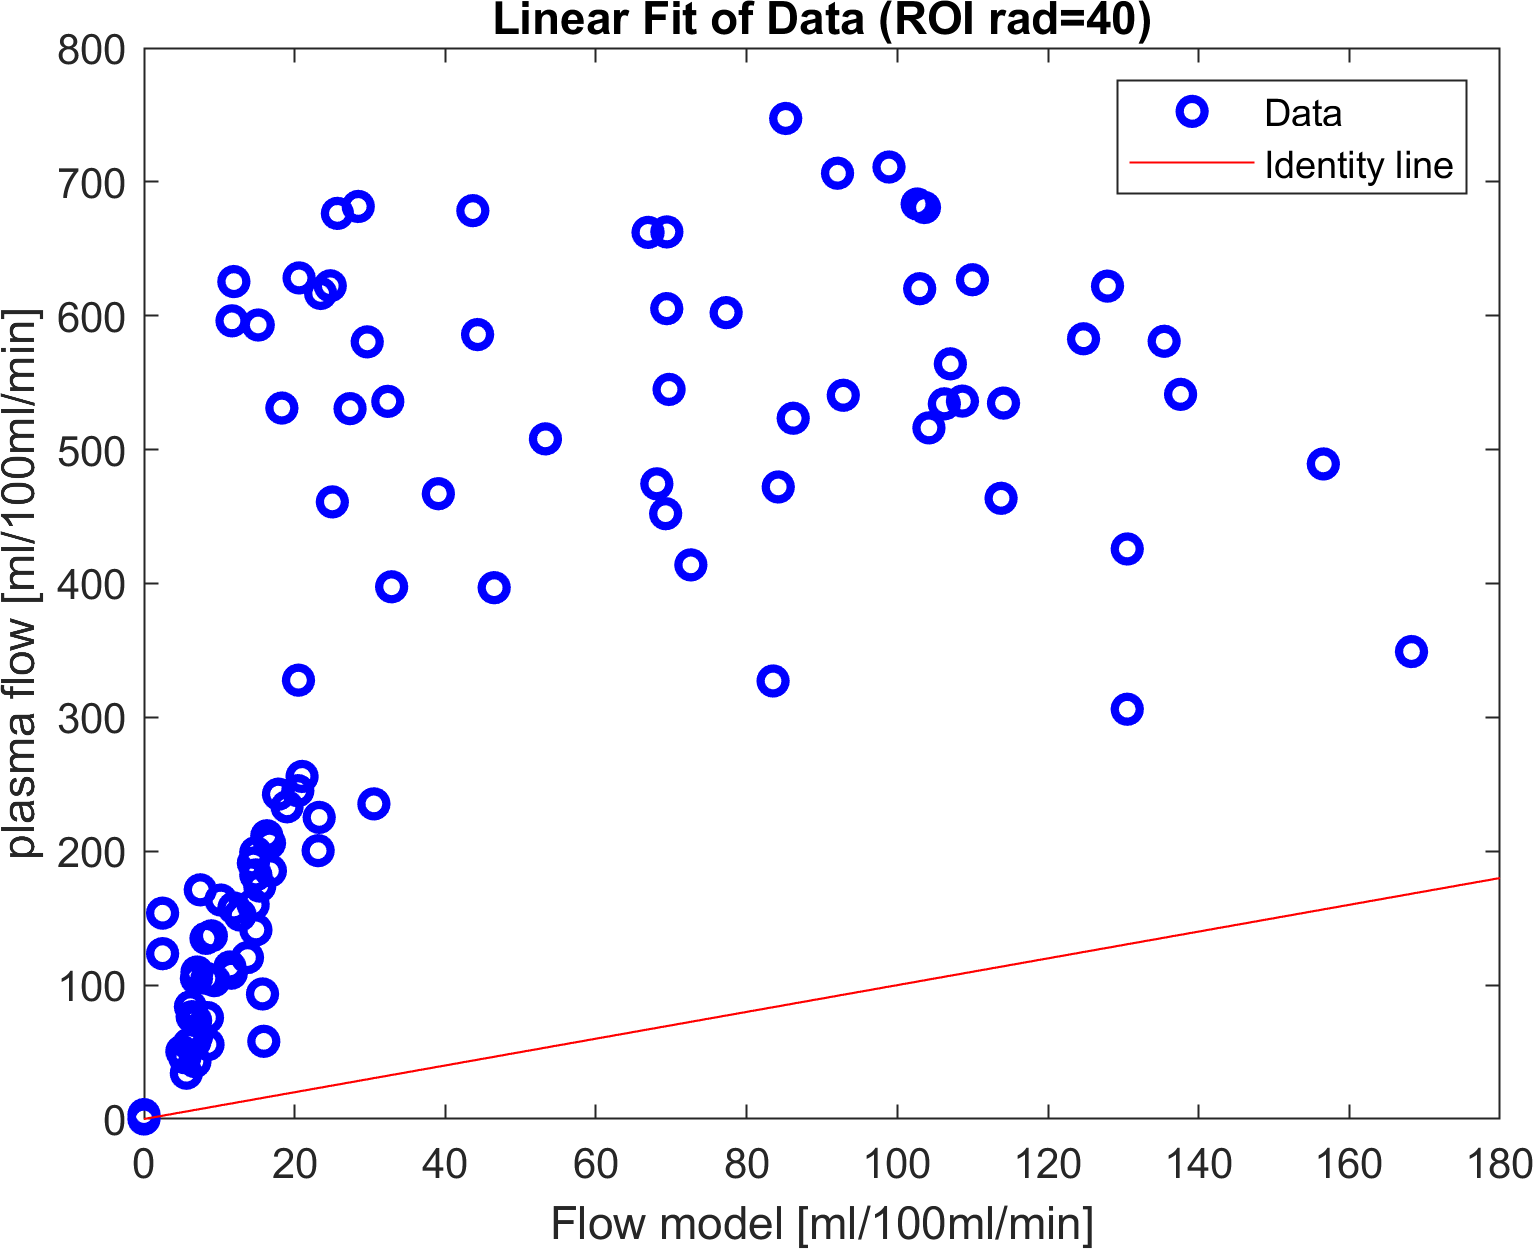 Linear Fit of Data (ROI rad=40)
800
700
600
500
400
300
200
100
0
plasma flow [ml/100ml/min]
Data
Identity line
0 20 40 60 80 100 120 140 160 180
Flow model [ml/100ml/min]